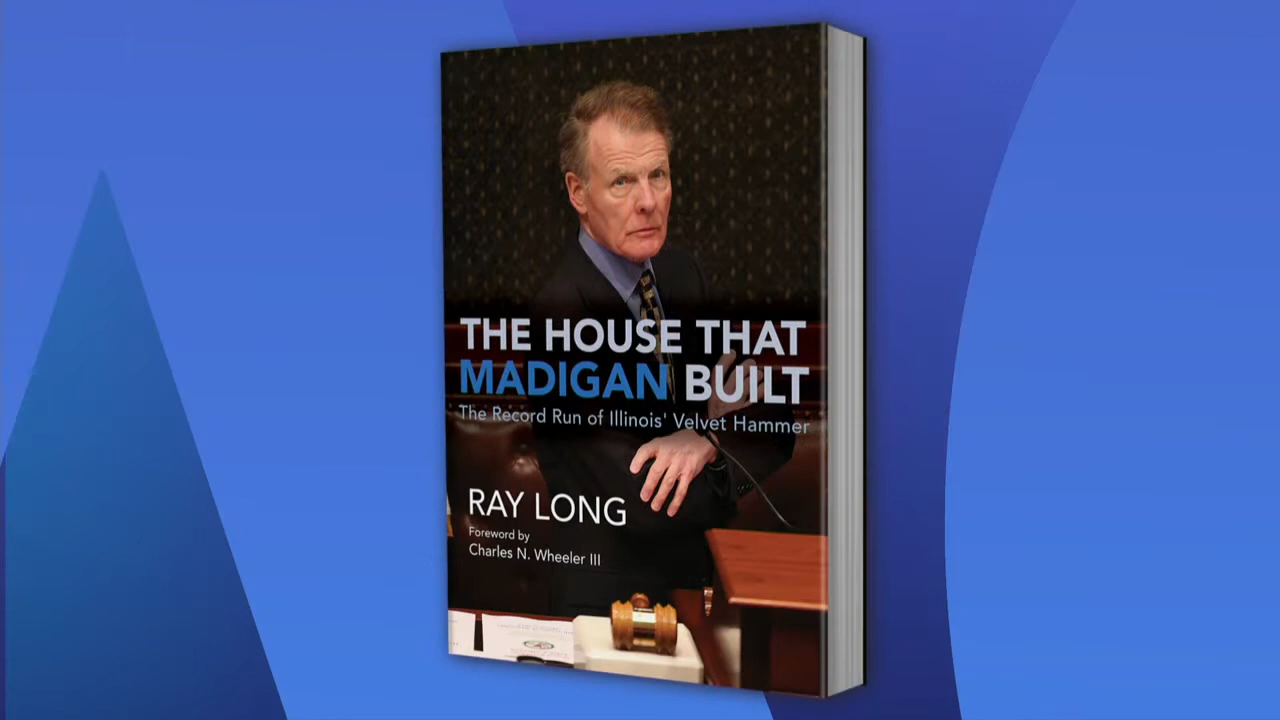 THE HOUSE THAT
MADIGAN BUILT
The Record Run of Illinois' Velvet Hammer
RAY LONG
Foreword by
Charles N. Wheeler III